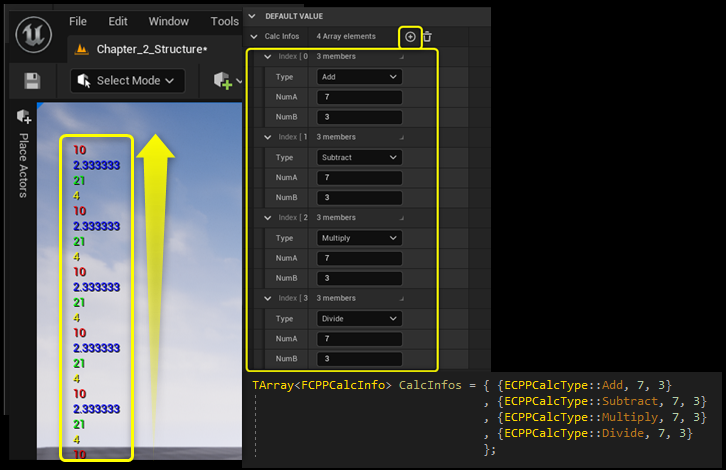 File Edit Window Tools
Chapter_2_Structure*
Select Mode
Place Actors
10
2.333333
21
4
10
2.333333
21
4
10
2.333333
21
4
10
2.333333
21
4
10
2.333333
21
4
10
DEFAULT VALUE
Calc Infos 4 Array elements
Index [ 0 3 members
Type Add
NumA 7
NumB 3
Index [ 1 3 members
Type Subtract
NumA 7
NumB 3
Index [ 2 3 members
Type Multiply
NumA 7
NumB 3
Index [ 3 3 members
Type Divide
NumA 7
NumB 3
TArray<FCPPCalcInfo> CalcInfos = { {ECPPCalcType::Add, 7, 3}
, {ECPPCalcType::Subtract, 7, 3}
, {ECPPCalcType::Multiply, 7, 3}
, {ECPPCalcType::Divide, 7, 3}
};